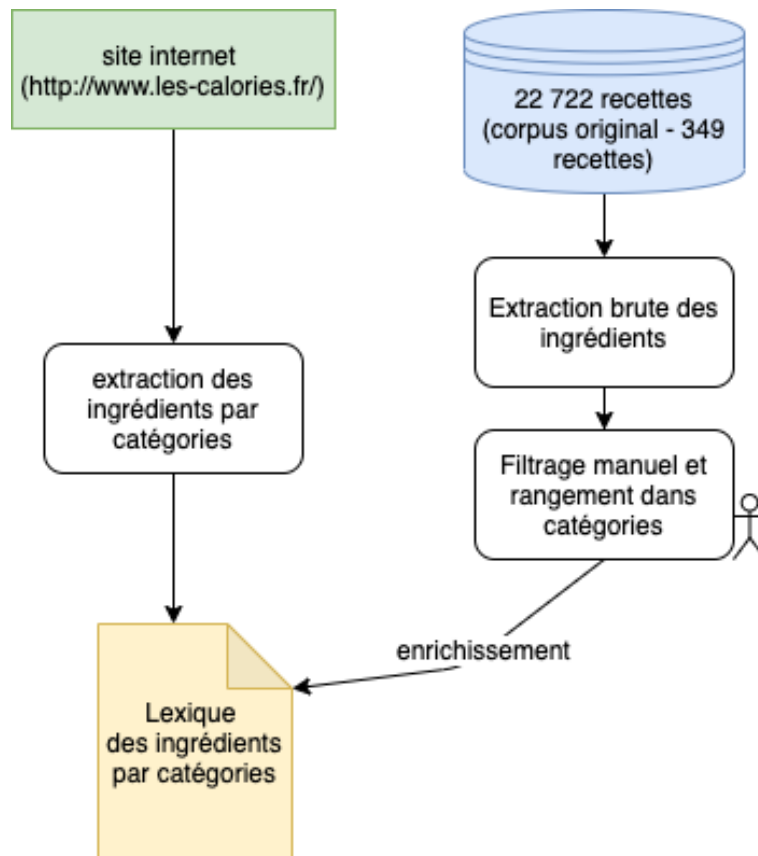 site internet
(http://www.les-calories.fr/)
22 722 recettes
(corpus original - 349
recettes)
Extraction brute des
ingrédients
extraction des
ingrédients par
catégories
Filtrage manuel et
rangement dans
catégories
enrichissement
Lexique
des ingrédients
par catégories